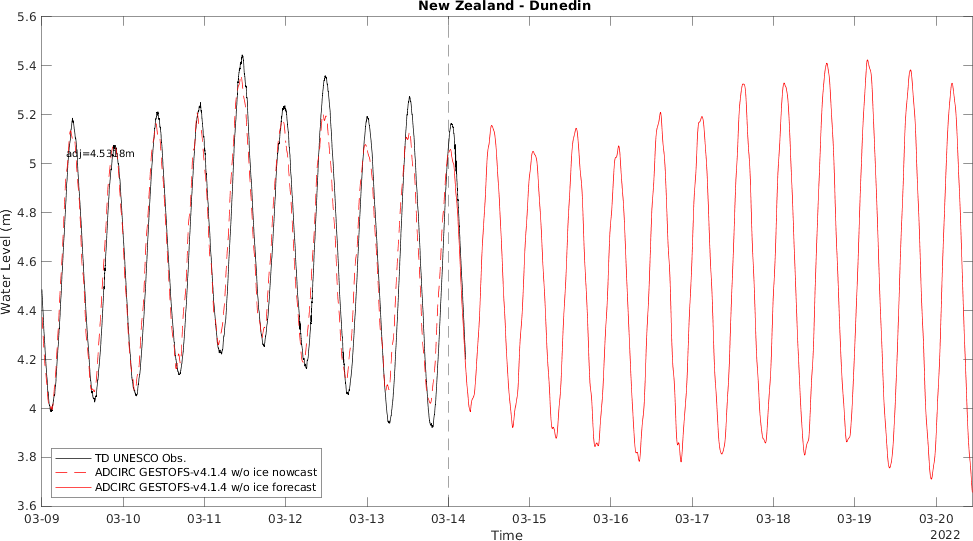 New Zealand - Dunedin
5.6
5.4
5.2
5
4.8
4.6
4.4
4.2
4
3.8
3.6
Water Level (m)
adj=4.5318m
TD UNESCO Obs.
ADCIRC GESTOFS-v4.1.4 w/o ice nowcast
ADCIRC GESTOFS-v4.1.4 w/o ice forecast
03-09 03-10 03-11 03-12 03-13 03-14 03-15 03-16 03-17 03-18 03-19 03-20
Time
2022